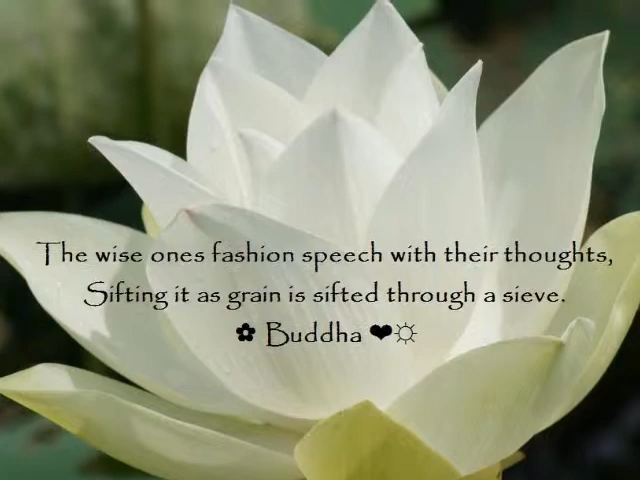 The wise ones fashion speech with their thoughts,
Sifting it as grain is sifted through a sieve.
✿ Buddha ❤☼